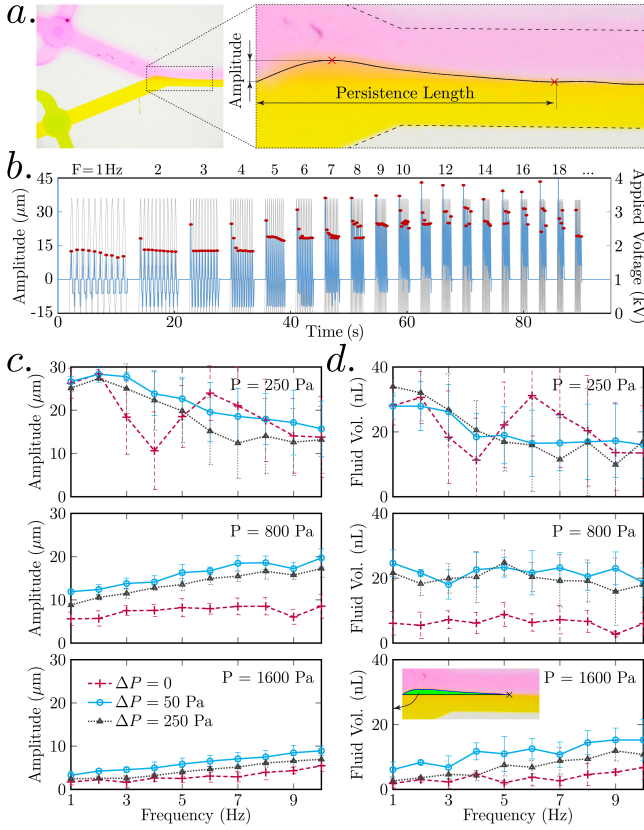 a.
Amplitude
Persistence Length
b.
F=1Hz 2 3 4 5 6 7 8 9 10 12 14 16 18 ...
Amplitude (μm)
45
30
15
0
-15
4
3
2
1
0
Applied Voltage (kV)
0 20 40 60 80
Time (s)
c.
Amplitude (μm)
30
20
10
0
P = 250 Pa
Amplitude (μm)
30
20
10
0
P = 800 Pa
Amplitude (μm)
30
20
10
0
P = 1600 Pa
ΔP = 0
ΔP = 50 Pa
ΔP = 250 Pa
1 3 5 7 9
Frequency (Hz)
d.
Fluid Vol. (nL)
40
20
0
P = 250 Pa
Fluid Vol. (nL)
40
20
0
P = 800 Pa
Fluid Vol. (nL)
40
30
20
10
0
P = 1600 Pa
1 3 5 7 9
Frequency (Hz)